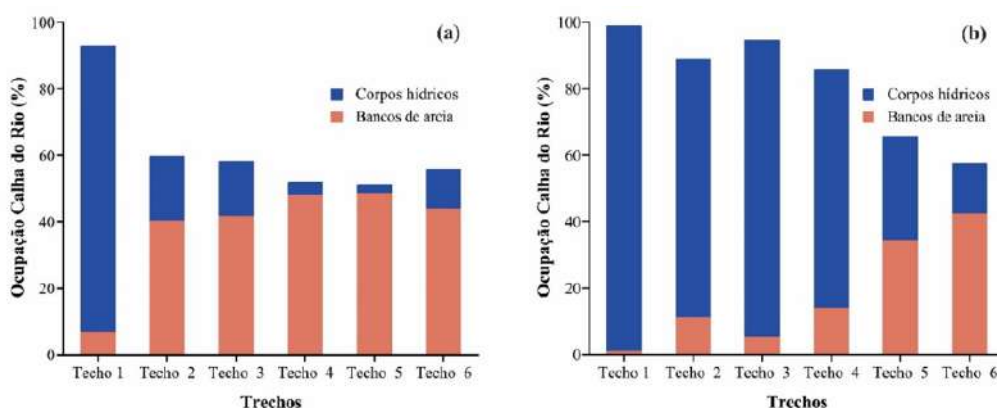 Ocupação Calha do Rio (%)
100
80
60
40
20
0
(a)
Corpos hídricos
Bancos de areia
Techo 1 Techo 2 Techo 3 Techo 4 Techo 5 Techo 6
Trechos
Ocupação Calha do Rio (%)
100
80
60
40
20
0
(b)
Corpos hídricos
Bancos de areia
Techo 1 Techo 2 Techo 3 Techo 4 Techo 5 Techo 6
Trechos